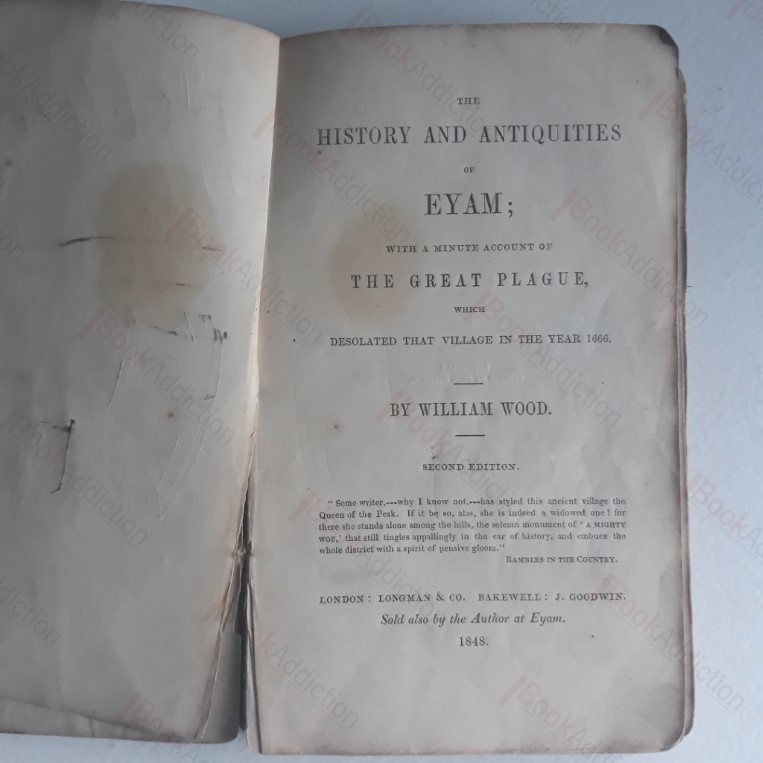 THE
HISTORY AND ANTIQUITIES
OF
EYAM;
WITH A MINUTE ACCOUNT OF
THE GREAT PLAGUE,
WHICH
DESOLATED THAT VILLAGE IN THE YEAR 1666.
BY WILLIAM WOOD.
SECOND EDITION.
"Some writer,---why I know not,---has styled this ancient village the
Queen of the Peak. If it be so, alas, she is indeed a widowed one! for
there she stands alone among the hills, the solemn monument of 'A MIGHTY
WOE,' that still tingles appallingly in the ear of history, and embues the
whole district with a spirit of pensive gloom."
RAMBLES IN THE COUNTRY.
LONDON: LONGMAN & CO. BAKEWELL: J. GOODWIN.
Sold also by the Author at Eyam.
1848.
BookAddiction